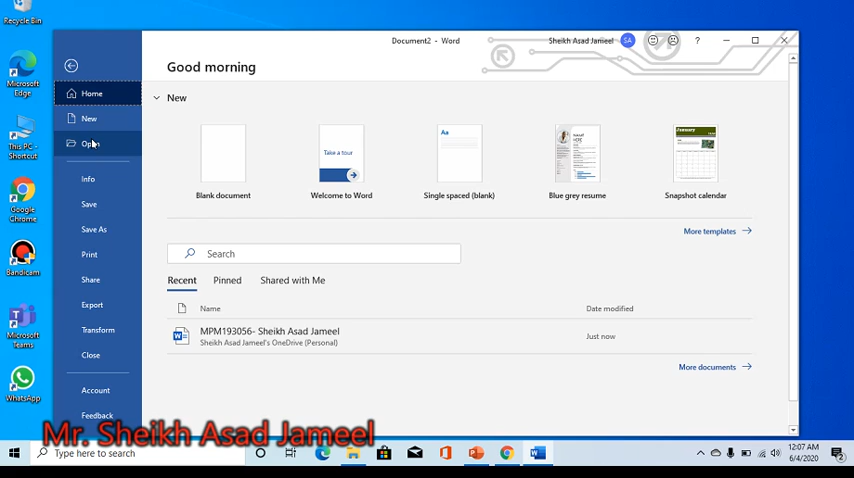 Recycle Bin
Microsoft Edge
This PC - Shortcut
Google Chrome
Bandicam
Microsoft Teams
WhatsApp
Document2 - Word
Sheikh Asad Jameel
SA
?
Good morning
Home
New
Open
Info
Save
Save As
Print
Share
Export
Transform
Close
Account
Feedback
New
Aa
Take a tour
January
Blank document
Welcome to Word
Single spaced (blank)
Blue grey resume
Snapshot calendar
More templates
Search
Recent
Pinned
Shared with Me
Name
Date modified
MPM193056- Sheikh Asad Jameel
Sheikh Asad Jameel's OneDrive (Personal)
Just now
More documents
Mr. Sheikh Asad Jameel
Type here to search
12:07 AM
6/4/2020
2